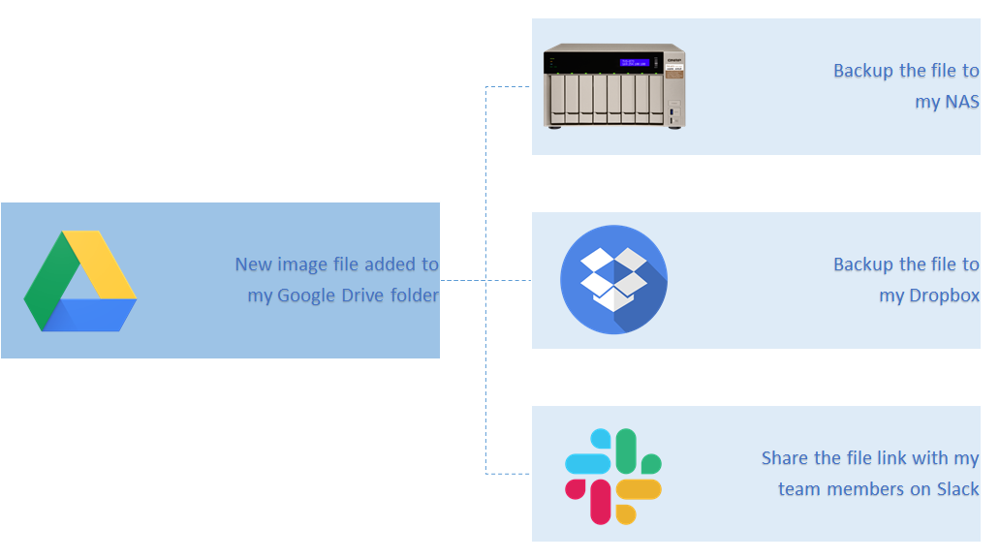 Backup the file to
my NAS
New image file added to
my Google Drive folder
Backup the file to
my Dropbox
Share the file link with my
team members on Slack